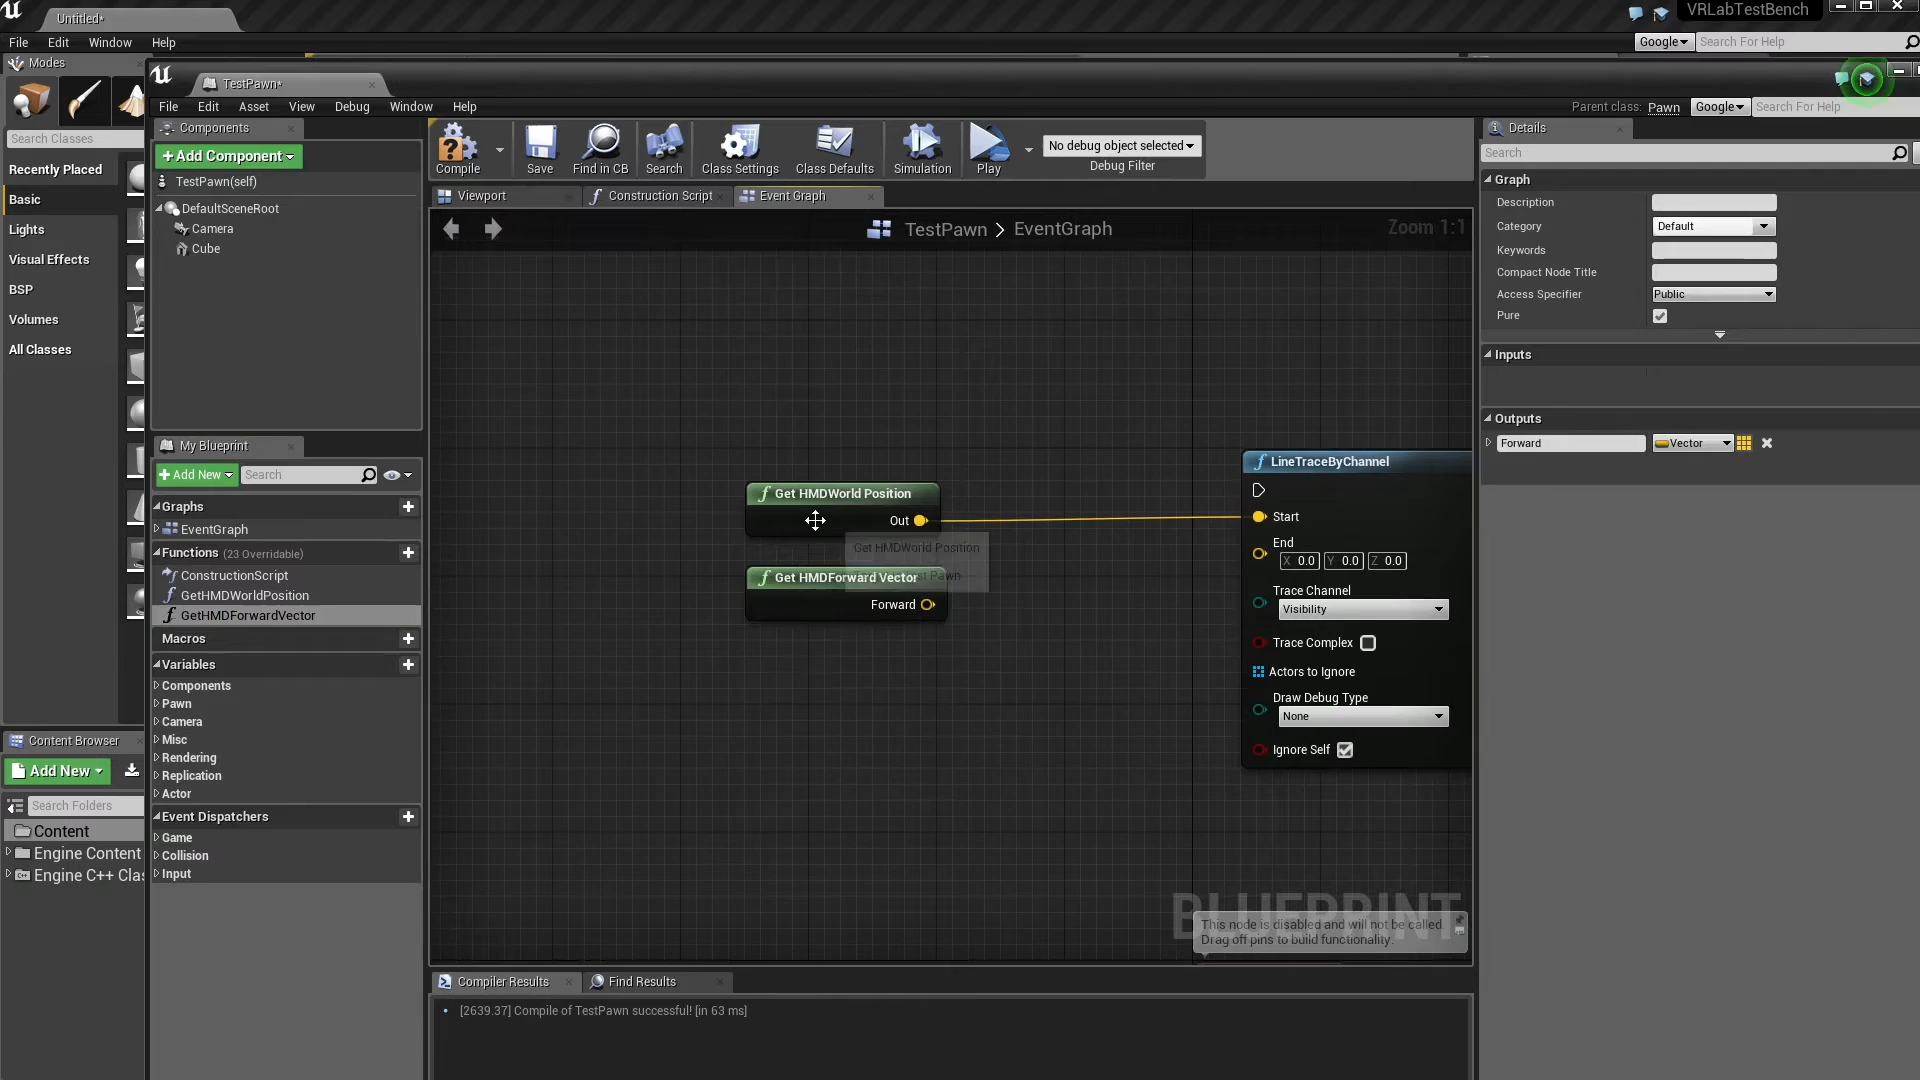 Untitled*
VRLabTestBench
File Edit Window Help
Google Search For Help
Modes
TestPawn*
File Edit Asset View Debug Window Help
Parent class: Pawn Google Search For Help
Search Classes
Recently Placed
Basic
Lights
Visual Effects
BSP
Volumes
All Classes
Components
+Add Component
TestPawn(self)
DefaultSceneRoot
Camera
Cube
Compile
Save
Find in CB
Search
Class Settings
Class Defaults
Simulation
Play
No debug object selected
Debug Filter
Viewport
Construction Script
Event Graph
TestPawn > EventGraph
Zoom 1:1
Get HMDWorld Position
Out
Get HMDWorld Position
Get HMDForward Vector
Pawn
Forward
LineTraceByChannel
Start
End
X 0.0 Y 0.0 Z 0.0
Trace Channel
Visibility
Trace Complex
Actors to Ignore
Draw Debug Type
None
Ignore Self
BLUEPRINT
This node is disabled and will not be called.
Drag off pins to build functionality.
My Blueprint
+Add New Search
Graphs
EventGraph
Functions (23 Overridable)
ConstructionScript
GetHMDWorldPosition
GetHMDForwardVector
Macros
Variables
Components
Pawn
Camera
Misc
Rendering
Replication
Actor
Event Dispatchers
Game
Collision
Input
Content Browser
Add New
Search Folders
Content
Engine Content
Engine C++ Clas
Compiler Results
Find Results
[2639.37] Compile of TestPawn successful! [in 63 ms]
Details
Search
Graph
Description
Category Default
Keywords
Compact Node Title
Access Specifier Public
Pure
Inputs
Outputs
Forward Vector